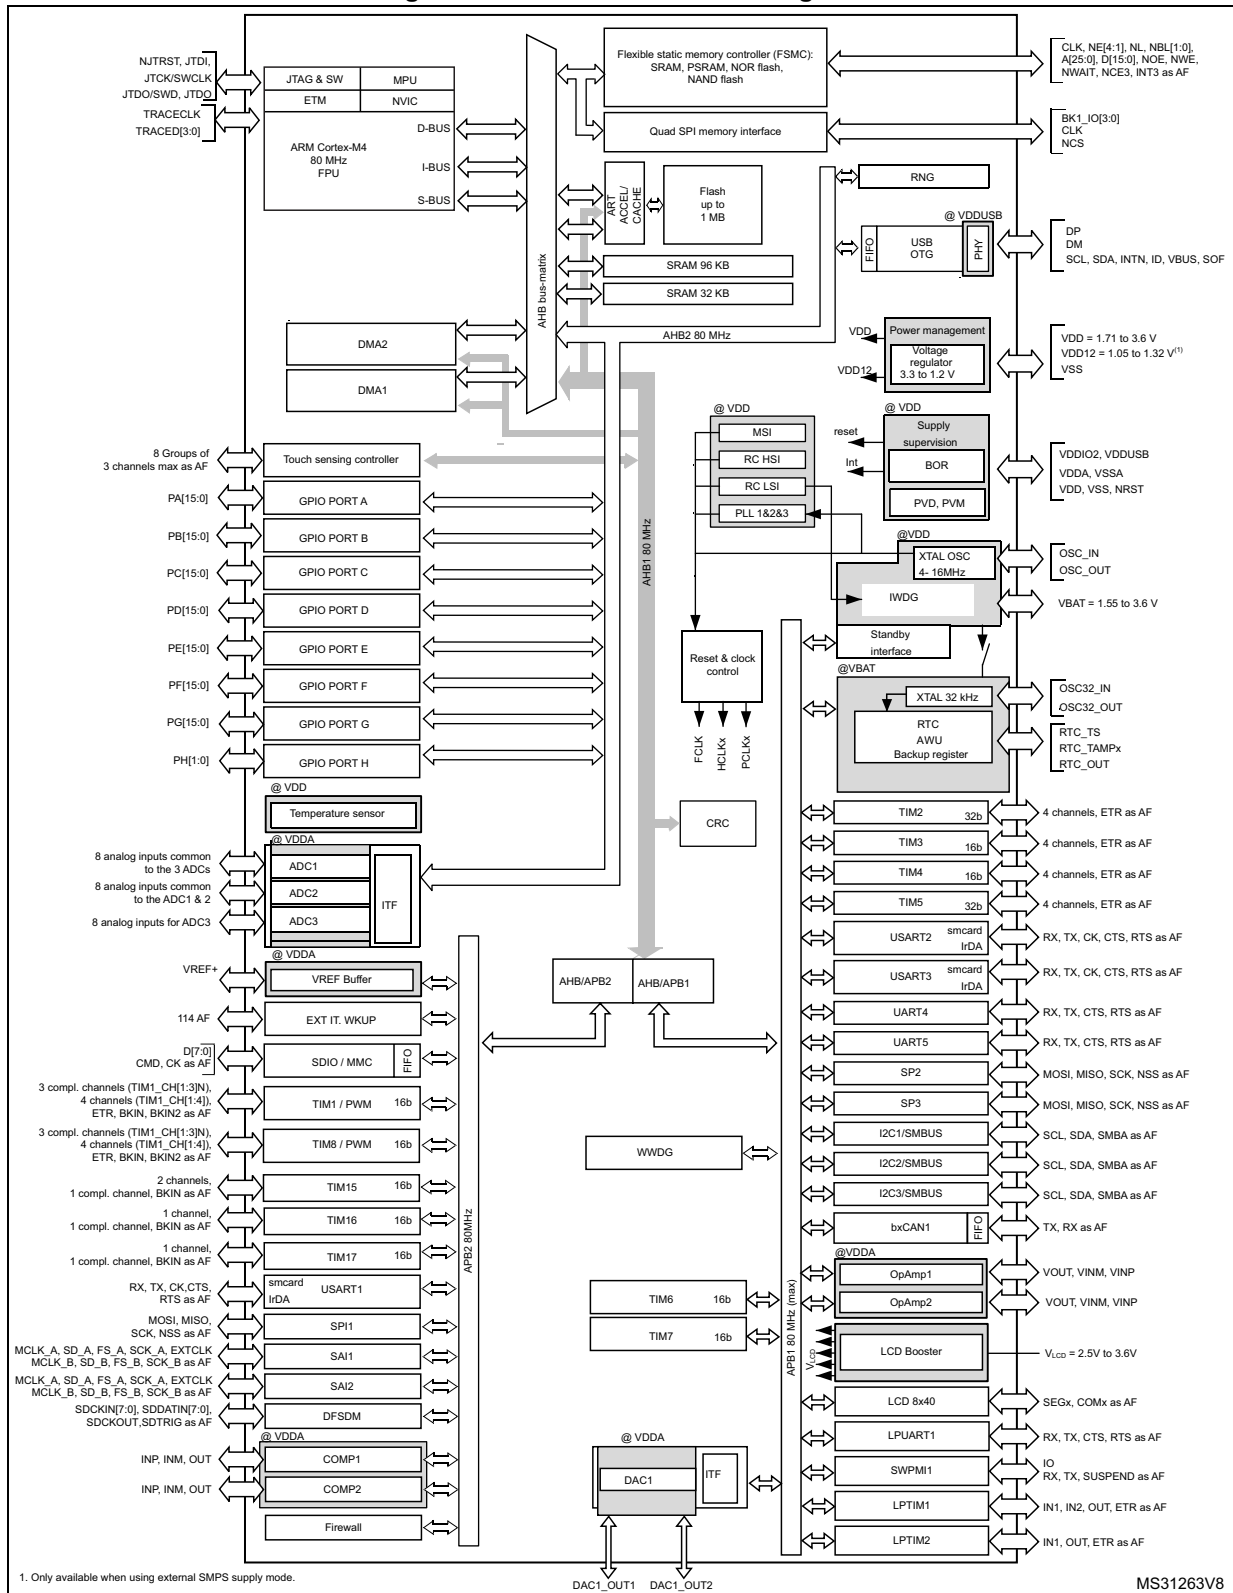 NJTRST, JTDI,
JTCK/SWCLK
JTDO/SWD, JTDO
TRACECLK
TRACED[3:0]
JTAG & SW
MPU
ETM
NVIC
ARM Cortex-M4
80 MHz
FPU
D-BUS
I-BUS
S-BUS
AHB bus-matrix
Flexible static memory controller (FSMC):
SRAM, PSRAM, NOR flash,
NAND flash
CLK, NE[4:1], NL, NBL[1:0],
A[25:0], D[15:0], NOE, NWE,
NWAIT, NCE3, INT3 as AF
Quad SPI memory interface
BK1_IO[3:0]
CLK
NCS
ART
ACCEL/
CACHE
Flash
up to
1 MB
RNG
@ VDDUSB
FIFO
USB
OTG
PHY
DP
DM
SCL, SDA, INTN, ID, VBUS, SOF
SRAM 96 KB
SRAM 32 KB
AHB2 80 MHz
DMA2
DMA1
VDD
Power management
Voltage
regulator
3.3 to 1.2 V
VDD12
VDD = 1.71 to 3.6 V
VDD12 = 1.05 to 1.32 V(1)
VSS
@ VDD
MSI
RC HSI
RC LSI
PLL 1&2&3
@ VDD
reset
Int
Supply
supervision
BOR
PVD, PVM
VDDIO2, VDDUSB
VDDA, VSSA
VDD, VSS, NRST
8 Groups of
3 channels max as AF
Touch sensing controller
PA[15:0]
GPIO PORT A
PB[15:0]
GPIO PORT B
PC[15:0]
GPIO PORT C
PD[15:0]
GPIO PORT D
PE[15:0]
GPIO PORT E
PF[15:0]
GPIO PORT F
PG[15:0]
GPIO PORT G
PH[1:0]
GPIO PORT H
AHB1 80 MHz
@VDD
XTAL OSC
4- 16MHz
IWDG
OSC_IN
OSC_OUT
VBAT = 1.55 to 3.6 V
Standby
interface
Reset & clock
control
FCLK
HCLKx
PCLKx
@VBAT
XTAL 32 kHz
RTC
AWU
Backup register
OSC32_IN
OSC32_OUT
RTC_TS
RTC_TAMPx
RTC_OUT
@ VDD
Temperature sensor
@ VDDA
8 analog inputs common
to the 3 ADCs
8 analog inputs common
to the ADC1 & 2
8 analog inputs for ADC3
ADC1
ADC2
ADC3
ITF
CRC
@ VDDA
VREF+
VREF Buffer
AHB/APB2
AHB/APB1
114 AF
EXT IT. WKUP
D[7:0]
CMD, CK as AF
SDIO / MMC
FIFO
3 compl. channels (TIM1_CH[1:3]N),
4 channels (TIM1_CH[1:4]),
ETR, BKIN, BKIN2 as AF
TIM1 / PWM
16b
3 compl. channels (TIM1_CH[1:3]N),
4 channels (TIM1_CH[1:4]),
ETR, BKIN, BKIN2 as AF
TIM8 / PWM
16b
2 channels,
1 compl. channel, BKIN as AF
TIM15
16b
1 channel,
1 compl. channel, BKIN as AF
TIM16
16b
1 channel,
1 compl. channel, BKIN as AF
TIM17
16b
RX, TX, CK,CTS,
RTS as AF
smcard
IrDA
USART1
MOSI, MISO,
SCK, NSS as AF
SPI1
MCLK_A, SD_A, FS_A, SCK_A, EXTCLK
MCLK_B, SD_B, FS_B, SCK_B as AF
SAI1
MCLK_A, SD_A, FS_A, SCK_A, EXTCLK
MCLK_B, SD_B, FS_B, SCK_B as AF
SAI2
SDCKIN[7:0], SDDATIN[7:0],
SDCKOUT,SDTRIG as AF
DFSDM
@ VDDA
INP, INM, OUT
COMP1
INP, INM, OUT
COMP2
Firewall
APB2 80MHz
WWDG
TIM6
16b
TIM7
16b
@ VDDA
DAC1
ITF
DAC1_OUT1
DAC1_OUT2
APB1 80 MHz (max)
TIM2
32b
4 channels, ETR as AF
TIM3
16b
4 channels, ETR as AF
TIM4
16b
4 channels, ETR as AF
TIM5
32b
4 channels, ETR as AF
USART2
smcard
IrDA
RX, TX, CK, CTS, RTS as AF
USART3
smcard
IrDA
RX, TX, CK, CTS, RTS as AF
UART4
RX, TX, CTS, RTS as AF
UART5
RX, TX, CTS, RTS as AF
SP2
MOSI, MISO, SCK, NSS as AF
SP3
MOSI, MISO, SCK, NSS as AF
I2C1/SMBUS
SCL, SDA, SMBA as AF
I2C2/SMBUS
SCL, SDA, SMBA as AF
I2C3/SMBUS
SCL, SDA, SMBA as AF
bxCAN1
FIFO
TX, RX as AF
@VDDA
OpAmp1
VOUT, VINM, VINP
OpAmp2
VOUT, VINM, VINP
VLCD
LCD Booster
VLCD = 2.5V to 3.6V
LCD 8x40
SEGx, COMx as AF
LPUART1
RX, TX, CTS, RTS as AF
SWPMI1
IO
RX, TX, SUSPEND as AF
LPTIM1
IN1, IN2, OUT, ETR as AF
LPTIM2
IN1, OUT, ETR as AF
1. Only available when using external SMPS supply mode.
MS31263V8